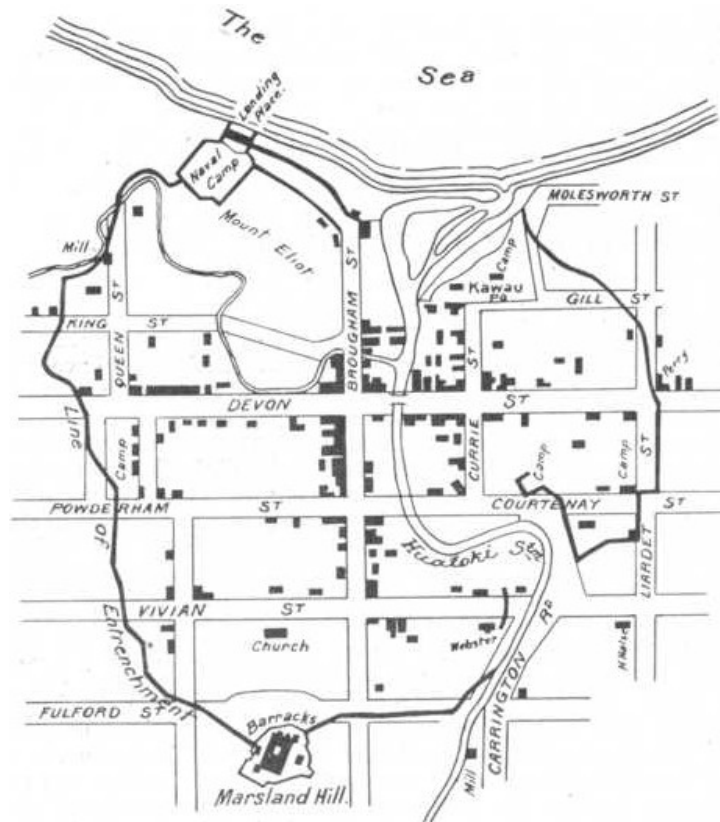 The
Sea
Landing
Place.
Naval
Camp
MOLESWORTH ST
Mount Eliot
Mill
Camp
Kawau
Pa
GILL ST
KING ST
QUEEN ST
BROUGHAM ST
Perry
DEVON ST
CURRIE ST
Line of Entrenchment
Camp
Camp
Camp
POWDERHAM ST
COURTENAY ST
LIARDET ST
Huatoki Stm
VIVIAN ST
Church
Webster
CARRINGTON RD
FULFORD ST
Barracks
Mill
Marsland Hill.